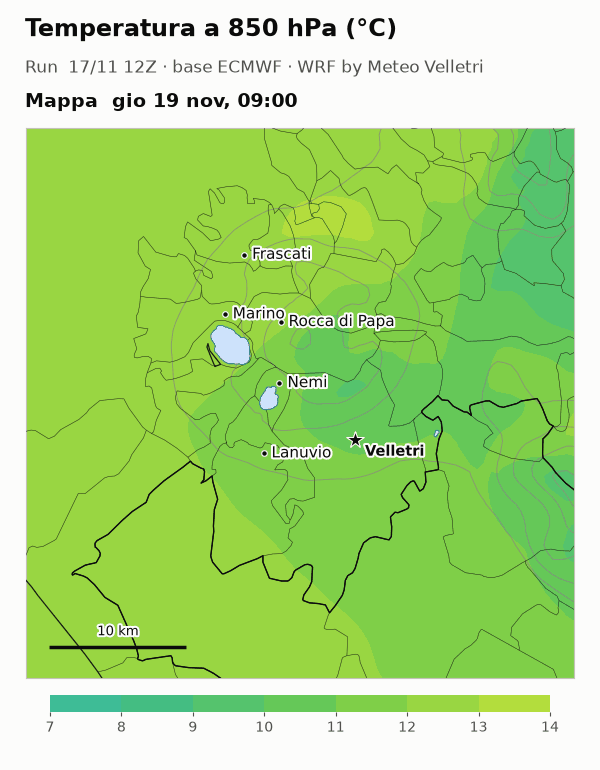 Temperatura a 850 hPa (°C)
Run  17/11 12Z · base ECMWF · WRF by Meteo Velletri
Mappa  gio 19 nov, 09:00
Frascati
Marino
Rocca di Papa
Nemi
Velletri
Lanuvio
10 km
7 8 9 10 11 12 13 14